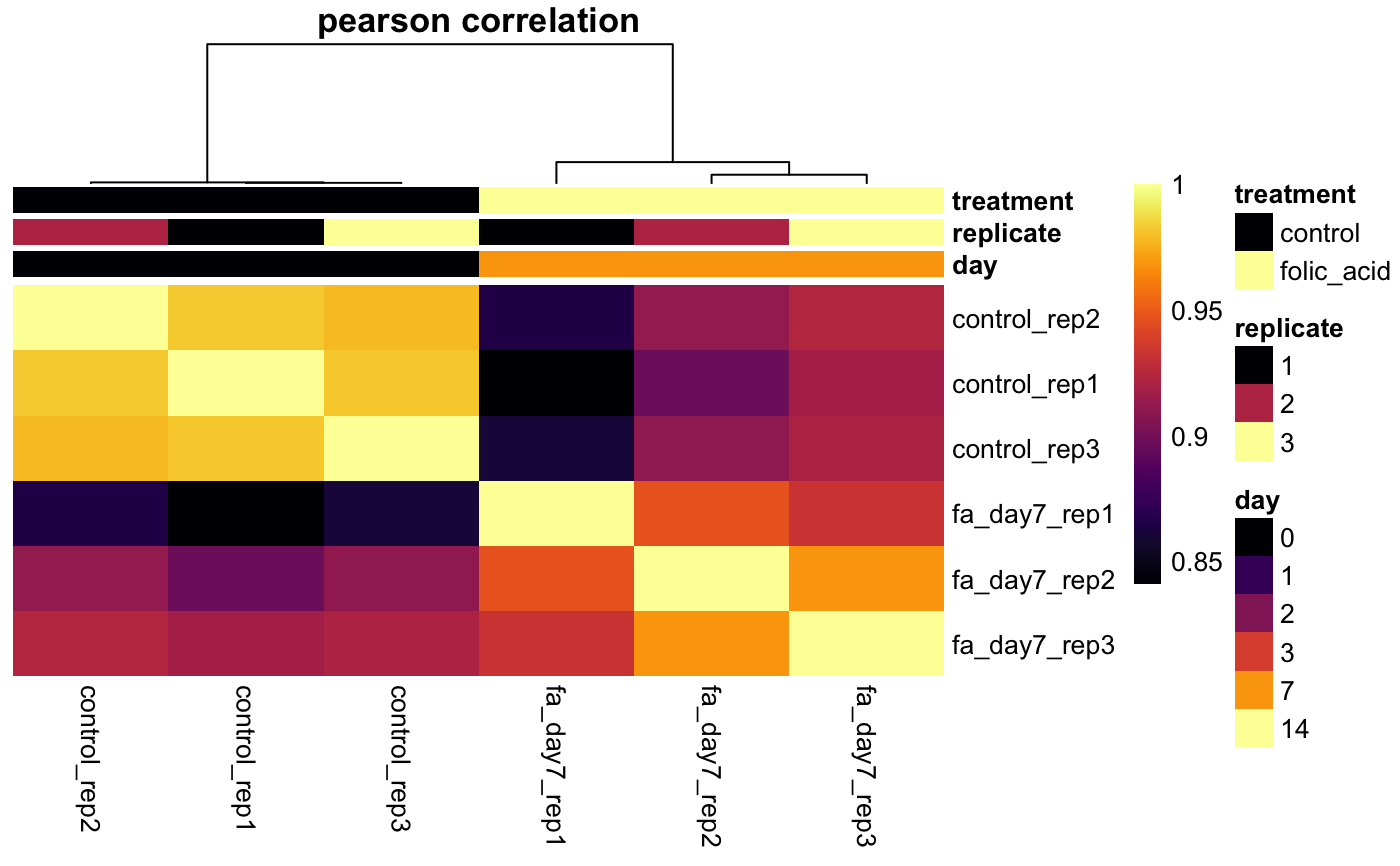 pearson correlation
treatment
replicate
day
control_rep2
control_rep1
control_rep3
fa_day7_rep1
fa_day7_rep2
fa_day7_rep3
control_rep2
control_rep1
control_rep3
fa_day7_rep1
fa_day7_rep2
fa_day7_rep3
1
0.95
0.9
0.85
treatment
control
folic_acid
replicate
1
2
3
day
0
1
2
3
7
14